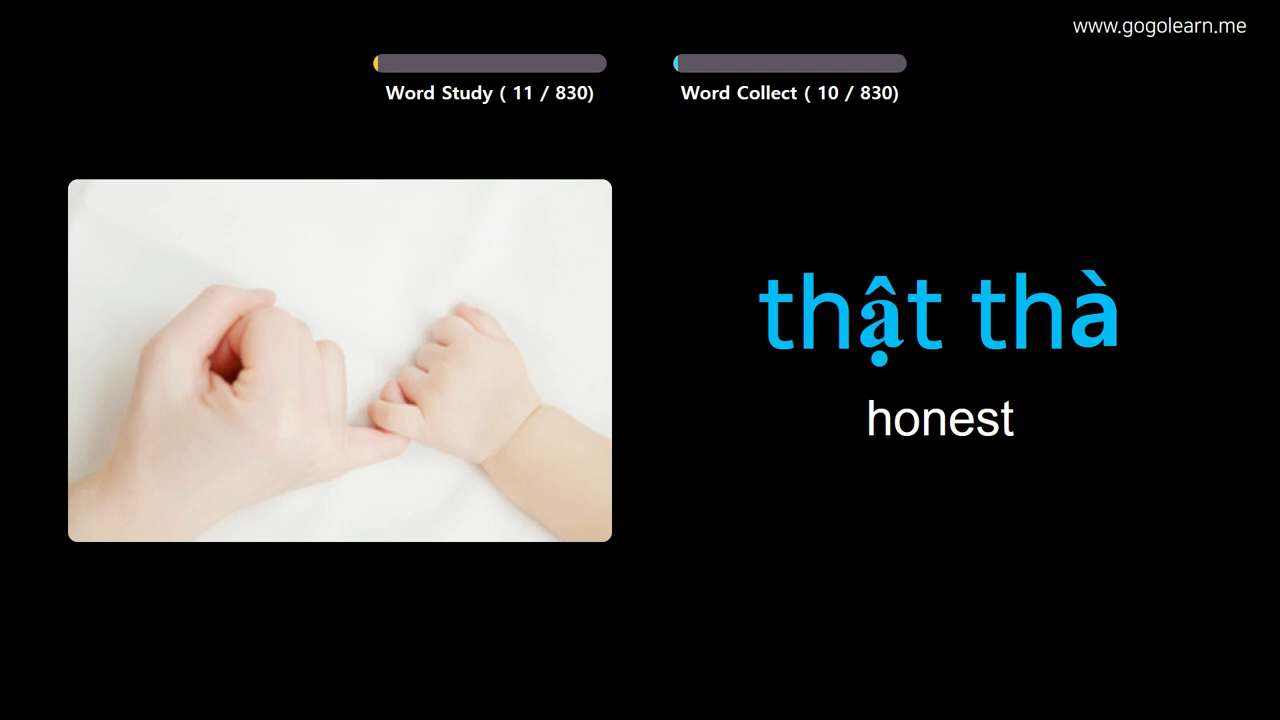 www.gogolearn.me
Word Study ( 11 / 830)
Word Collect ( 10 / 830)
thật thà
honest